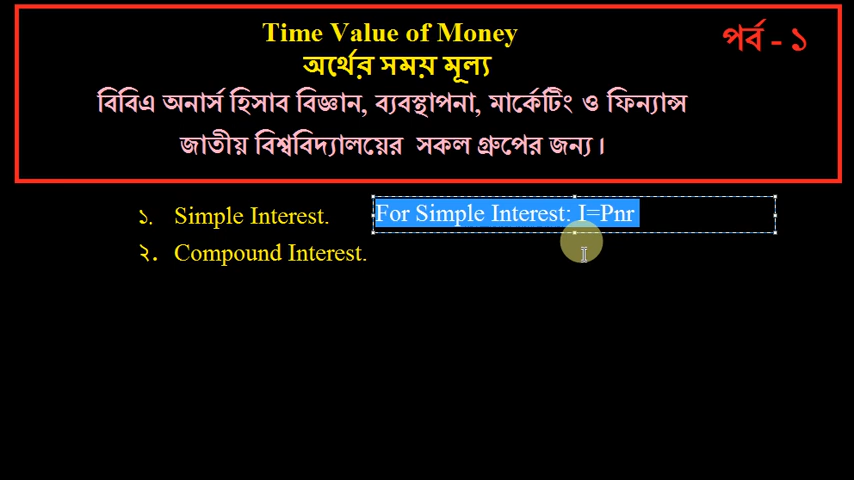 Time Value of Money
পর্ব - ১
অর্থের সময় মূল্য
বিবিএ অনার্স হিসাব বিজ্ঞান, ব্যবস্থাপনা, মার্কেটিং ও ফিন্যান্স
জাতীয় বিশ্ববিদ্যালয়ের সকল গ্রুপের জন্য।
১. Simple Interest. For Simple Interest: I=Pnr
২. Compound Interest.